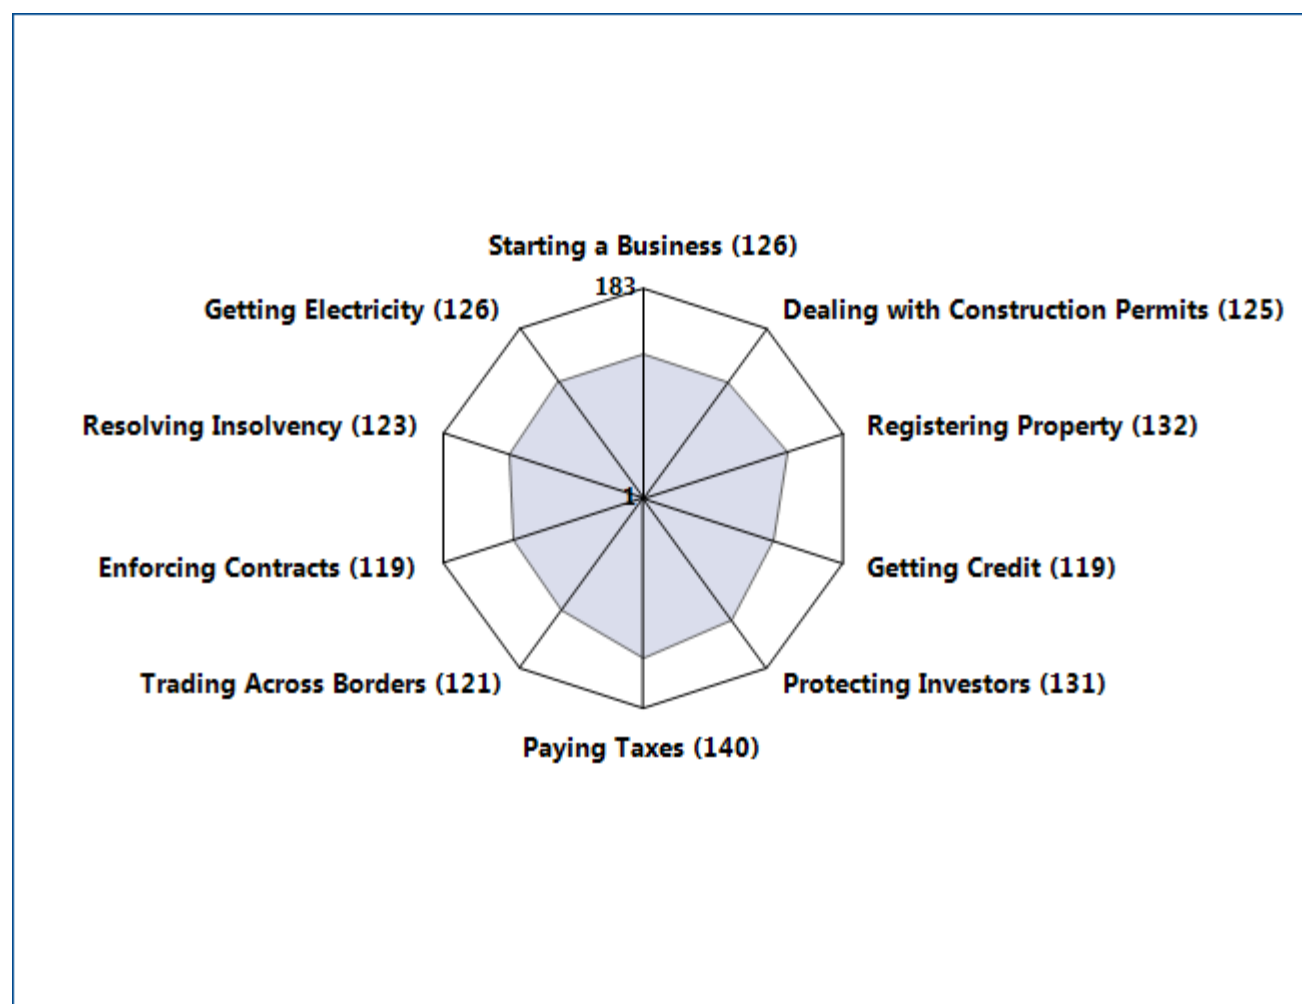 Starting a Business (126)
183
Getting Electricity (126)
Dealing with Construction Permits (125)
Resolving Insolvency (123)
Registering Property (132)
1
Enforcing Contracts (119)
Getting Credit (119)
Trading Across Borders (121)
Protecting Investors (131)
Paying Taxes (140)